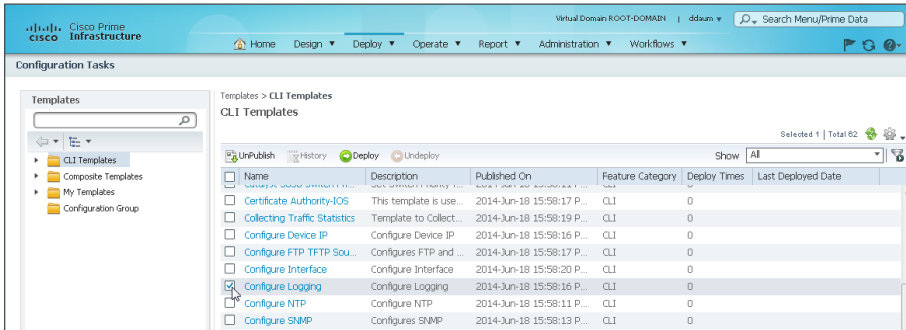 Virtual Domain ROOT-DOMAIN | ddaum Search Menu/Prime Data
cisco Cisco Prime
Infrastructure
Home Design Deploy Operate Report Administration Workflows
Configuration Tasks
Templates
CLI Templates
Composite Templates
My Templates
Configuration Group
Templates > CLI Templates
CLI Templates
Selected 1 | Total 62
UnPublish History Deploy Undeploy Show All
Name Description Published On Feature Category Deploy Times Last Deployed Date
Certificate Authority-IOS This template is use... 2014-Jun-18 15:58:17 P... CLI 0
Collecting Traffic Statistics Template to Collect... 2014-Jun-18 15:58:19 P... CLI 0
Configure Device IP Configure Device IP 2014-Jun-18 15:58:16 P... CLI 0
Configure FTP TFTP Sou... Configures FTP and ... 2014-Jun-18 15:58:17 P... CLI 0
Configure Interface Configure Interface 2014-Jun-18 15:58:20 P... CLI 0
Configure Logging Configure Logging 2014-Jun-18 15:58:16 P... CLI 0
Configure NTP Configure NTP 2014-Jun-18 15:58:11 P... CLI 0
Configure SNMP Configures SNMP 2014-Jun-18 15:58:13 P... CLI 0